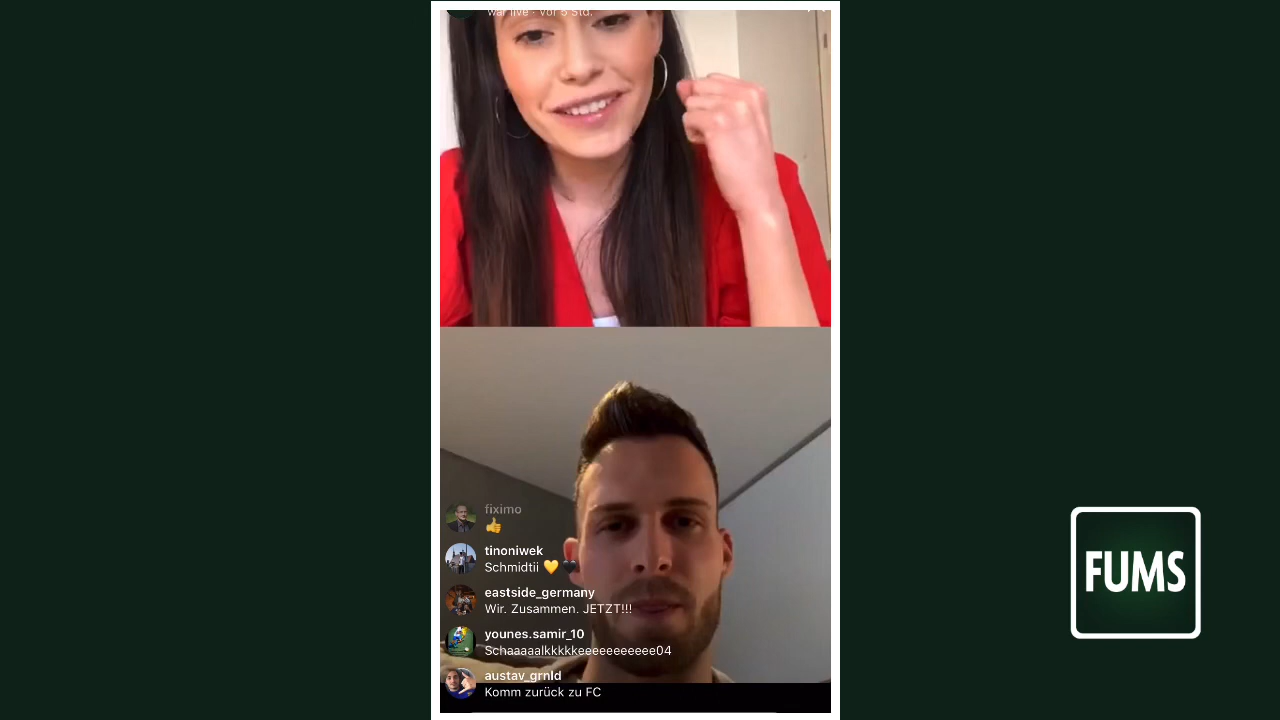 war live · Vor 5 Std.
fiximo
👍
tinoniwek
Schmidtii 💛🖤
eastside_germany
Wir. Zusammen. JETZT!!!
younes.samir_10
Schaaaaalkkkkkeeeeeeeeeee04
austav_grnld
Komm zurück zu FC
FUMS